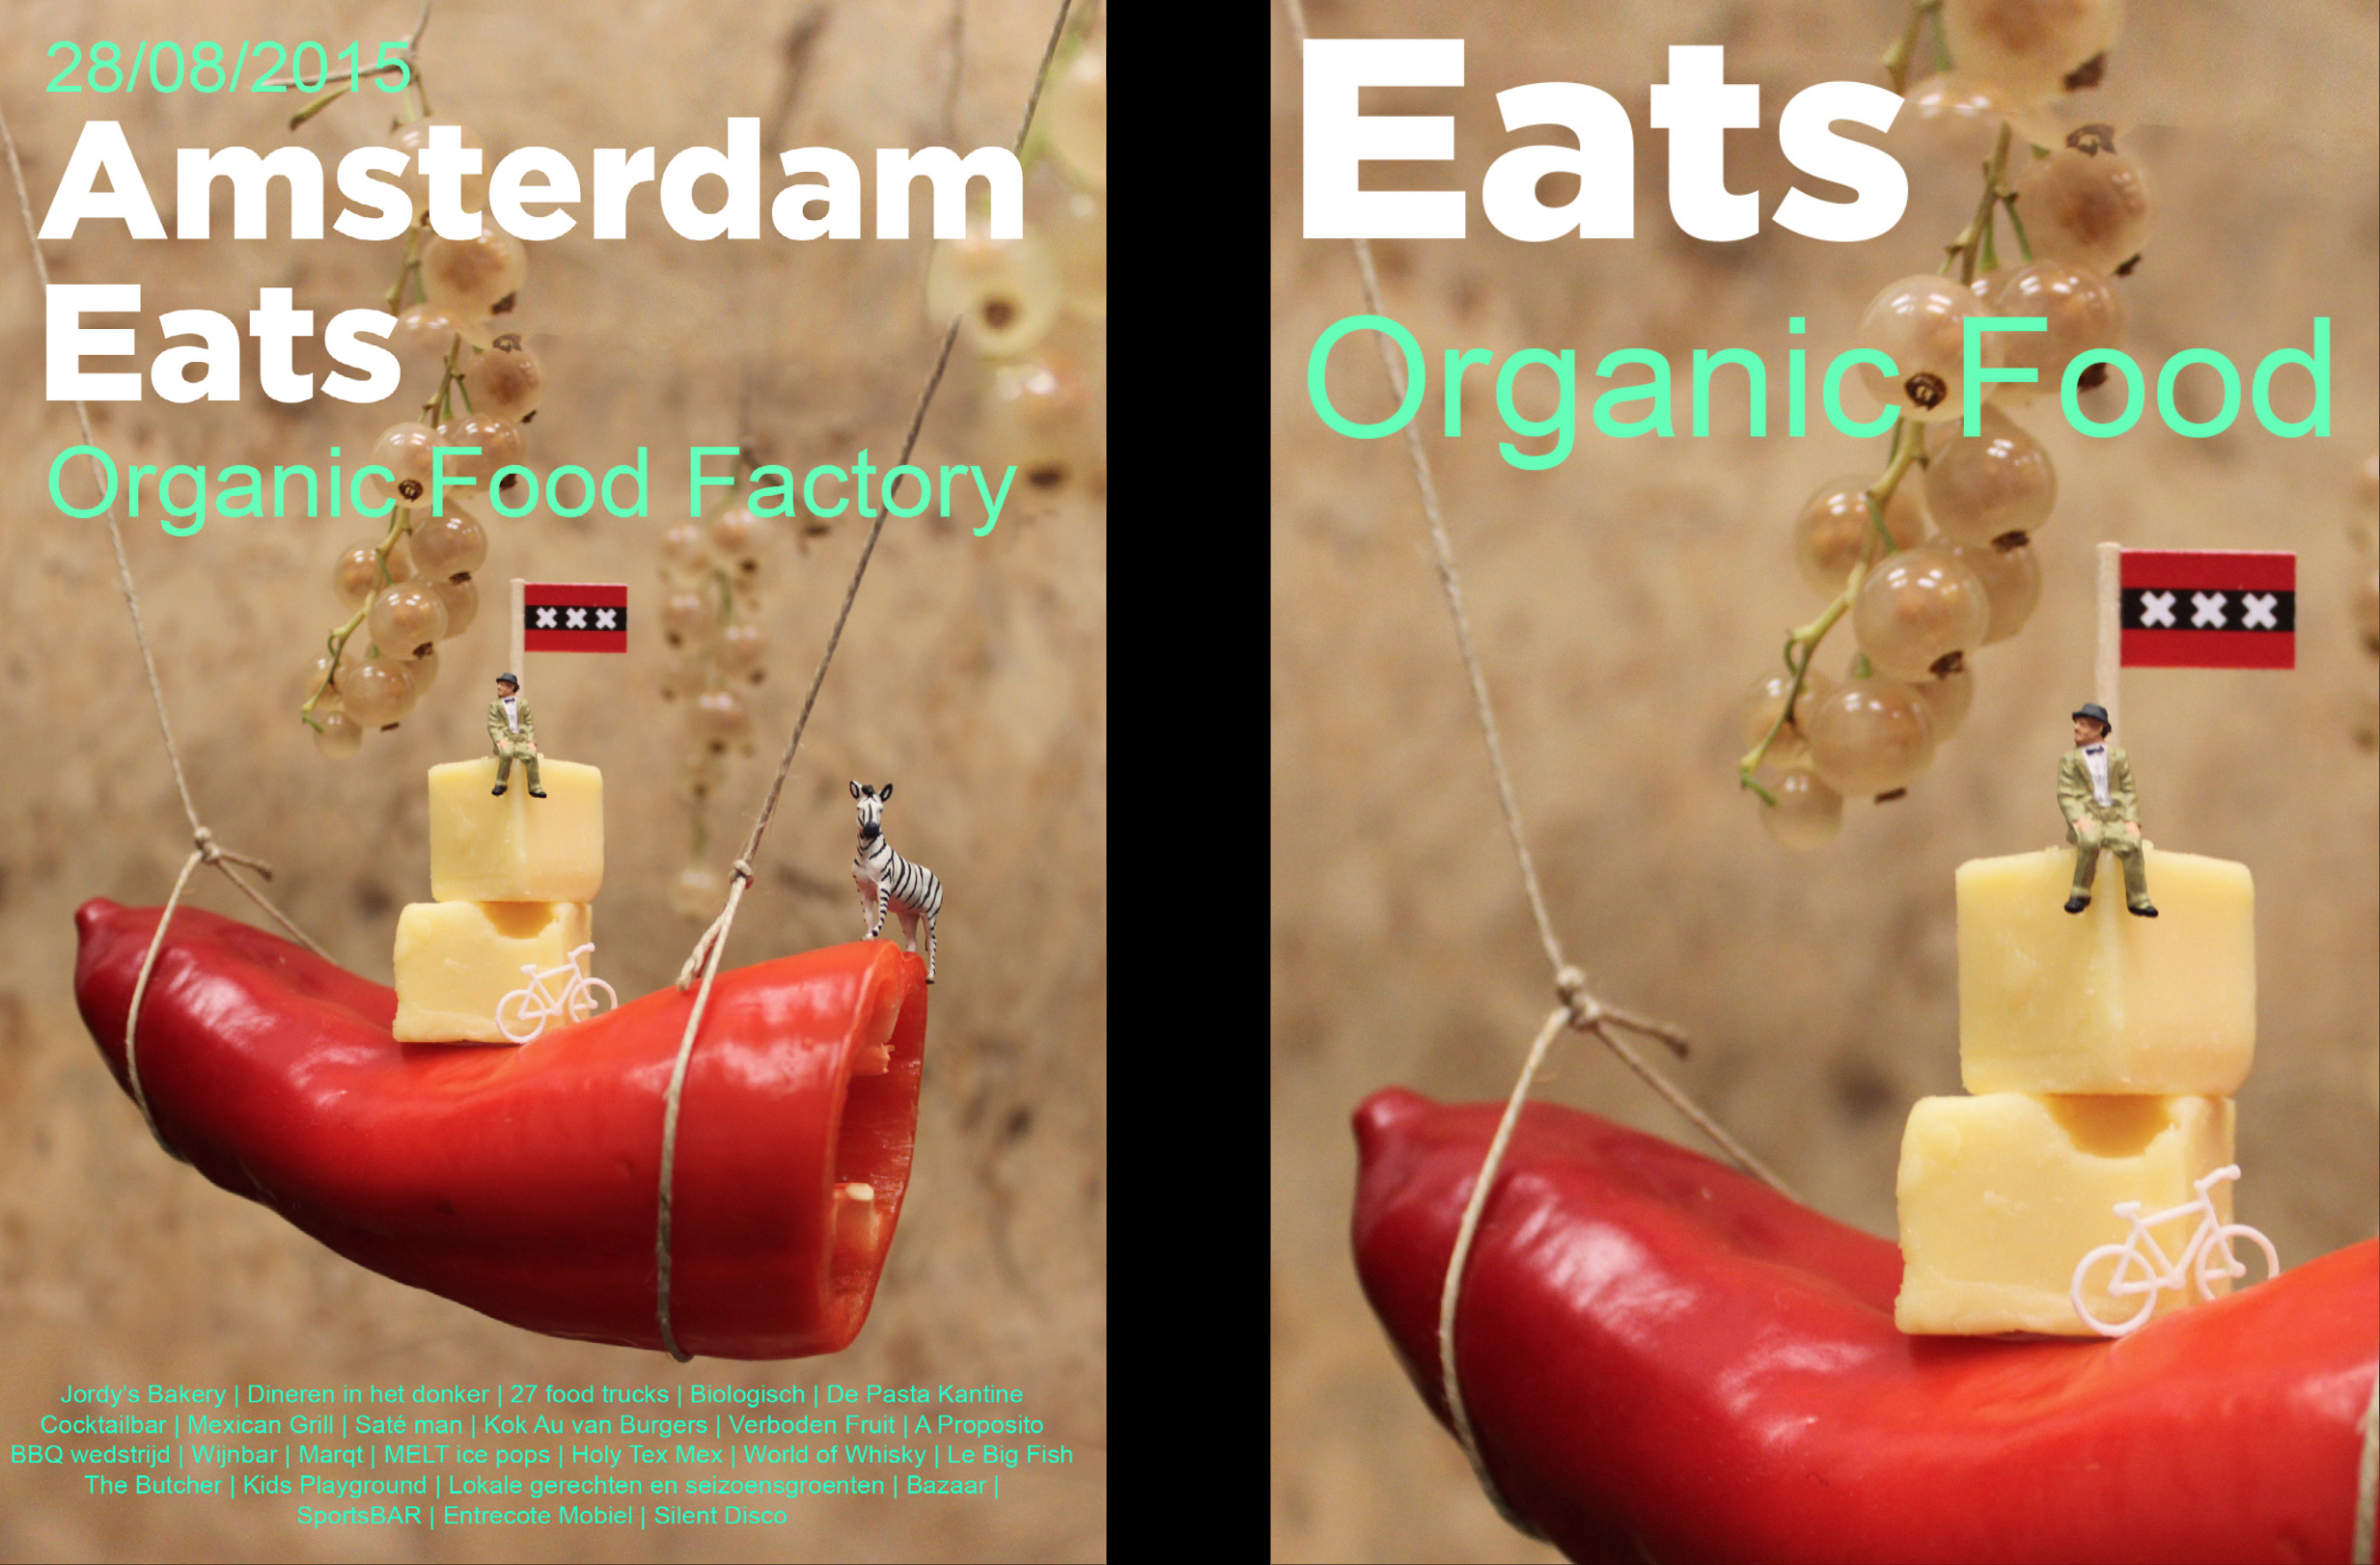 28/08/2015
Amsterdam
Eats
Organic Food Factory
Jordy's Bakery | Dineren in het donker | 27 food trucks | Biologisch | De Pasta Kantine
Cocktailbar | Mexican Grill | Saté man | Kok Au van Burgers | Verboden Fruit | A Proposito
BBQ wedstrijd | Wijnbar | Marqt | MELT ice pops | Holy Tex Mex | World of Whisky | Le Big Fish
The Butcher | Kids Playground | Lokale gerechten en seizoensgroenten | Bazaar |
SportsBAR | Entrecote Mobiel | Silent Disco
Eats
Organic Food